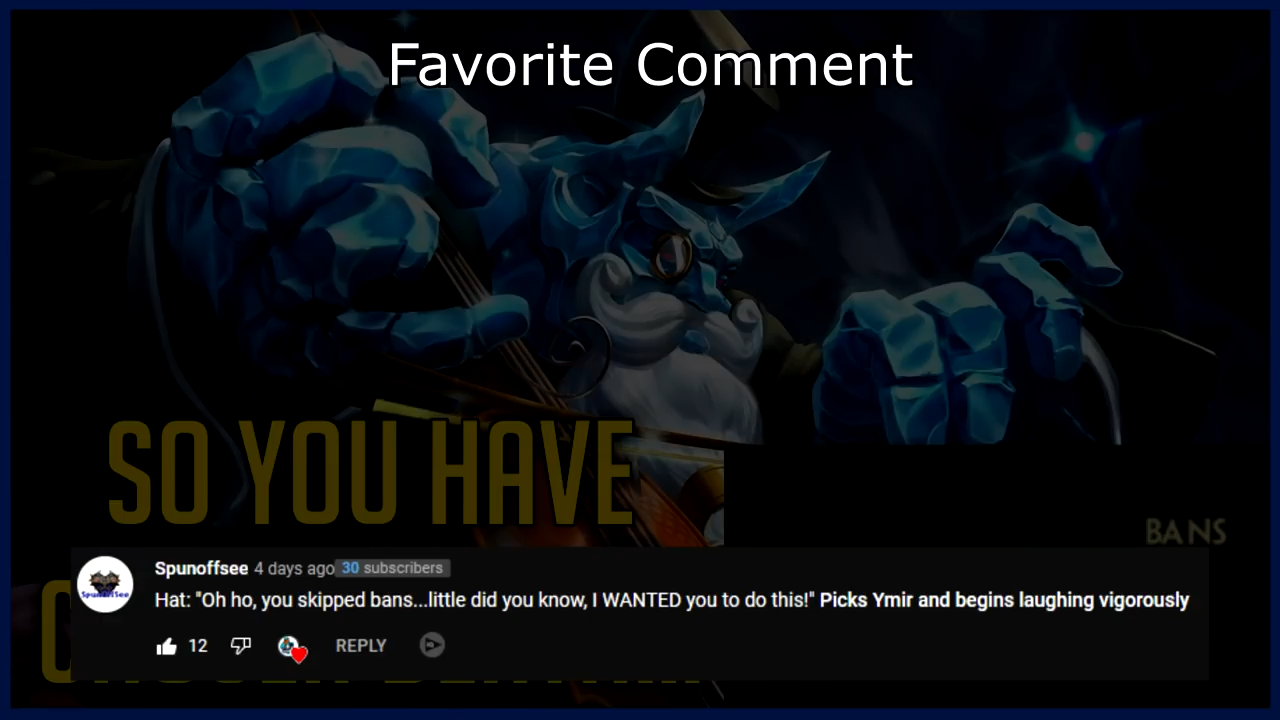 Favorite Comment
SO YOU HAVE
BANS
Spunoffsee 4 days ago 30 subscribers
Hat: "Oh ho, you skipped bans...little did you know, I WANTED you to do this!" Picks Ymir and begins laughing vigorously
12 REPLY